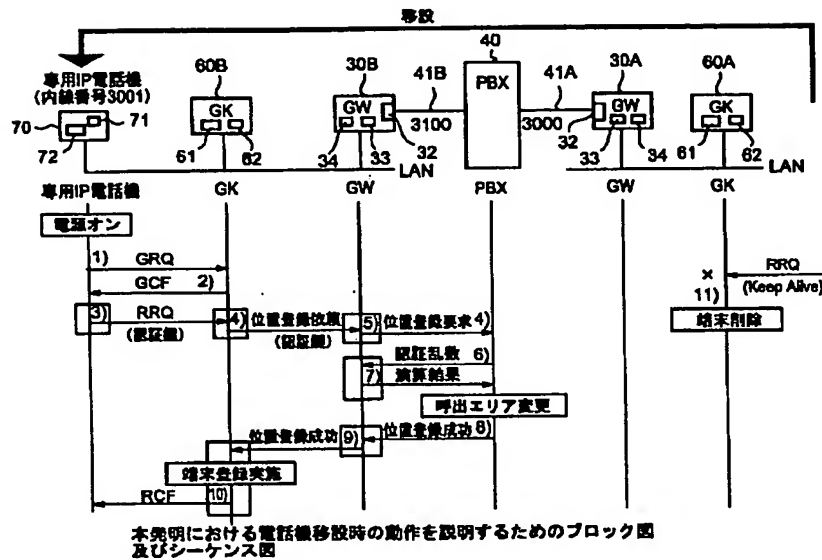 移設
専用IP電話機
(内線番号3001)
70
71
72
60B
GK
61
62
30B
GW
34
33
32
41B
3100
40
PBX
41A
3000
32
30A
GW
33
34
60A
GK
61
62
LAN
LAN
専用IP電話機
GK
GW
PBX
GW
GK
電源オン
1) GRQ
GCF 2)
3) RRQ
(認証鍵)
4) 位置登録依頼
(認証鍵)
5) 位置登録要求 4)
認証乱数 6)
7) 演算結果
呼出エリア変更
位置登録成功 8)
位置登録成功 9)
端末登録実施
RCF 10)
× RRQ
(Keep Alive)
11)
端末削除
本発明における電話機移設時の動作を説明するためのブロック図
及びシーケンス図